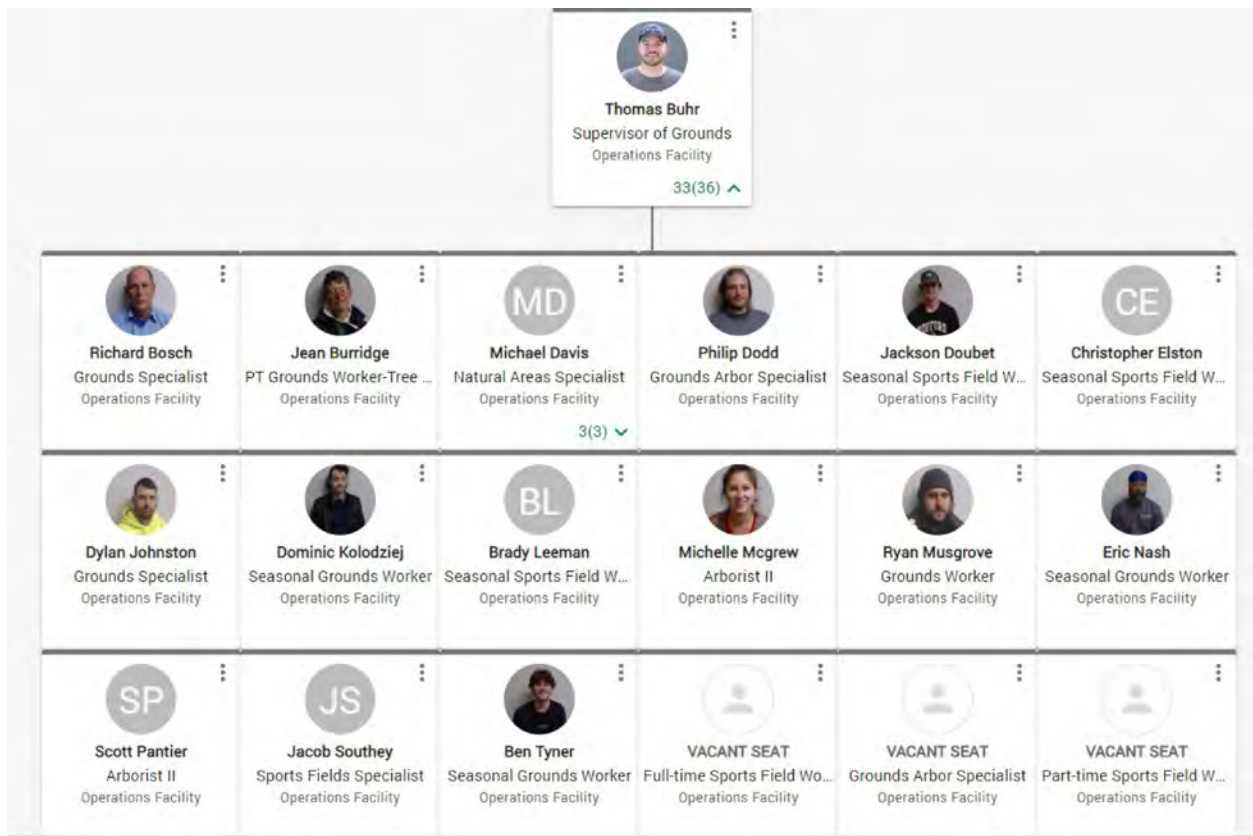 Thomas Buhr
Supervisor of Grounds
Operations Facility
33(36)
Richard Bosch
Grounds Specialist
Operations Facility
Jean Burridge
PT Grounds Worker-Tree ...
Operations Facility
MD
Michael Davis
Natural Areas Specialist
Operations Facility
3(3)
Philip Dodd
Grounds Arbor Specialist
Operations Facility
Jackson Doubet
Seasonal Sports Field W...
Operations Facility
CE
Christopher Elston
Seasonal Sports Field W...
Operations Facility
Dylan Johnston
Grounds Specialist
Operations Facility
Dominic Kolodziej
Seasonal Grounds Worker
Operations Facility
BL
Brady Leeman
Seasonal Sports Field W...
Operations Facility
Michelle Mcgrew
Arborist II
Operations Facility
Ryan Musgrove
Grounds Worker
Operations Facility
Eric Nash
Seasonal Grounds Worker
Operations Facility
SP
Scott Pantier
Arborist II
Operations Facility
JS
Jacob Southey
Sports Fields Specialist
Operations Facility
Ben Tyner
Seasonal Grounds Worker
Operations Facility
VACANT SEAT
Full-time Sports Field Wo...
Operations Facility
VACANT SEAT
Grounds Arbor Specialist
Operations Facility
VACANT SEAT
Part-time Sports Field W...
Operations Facility